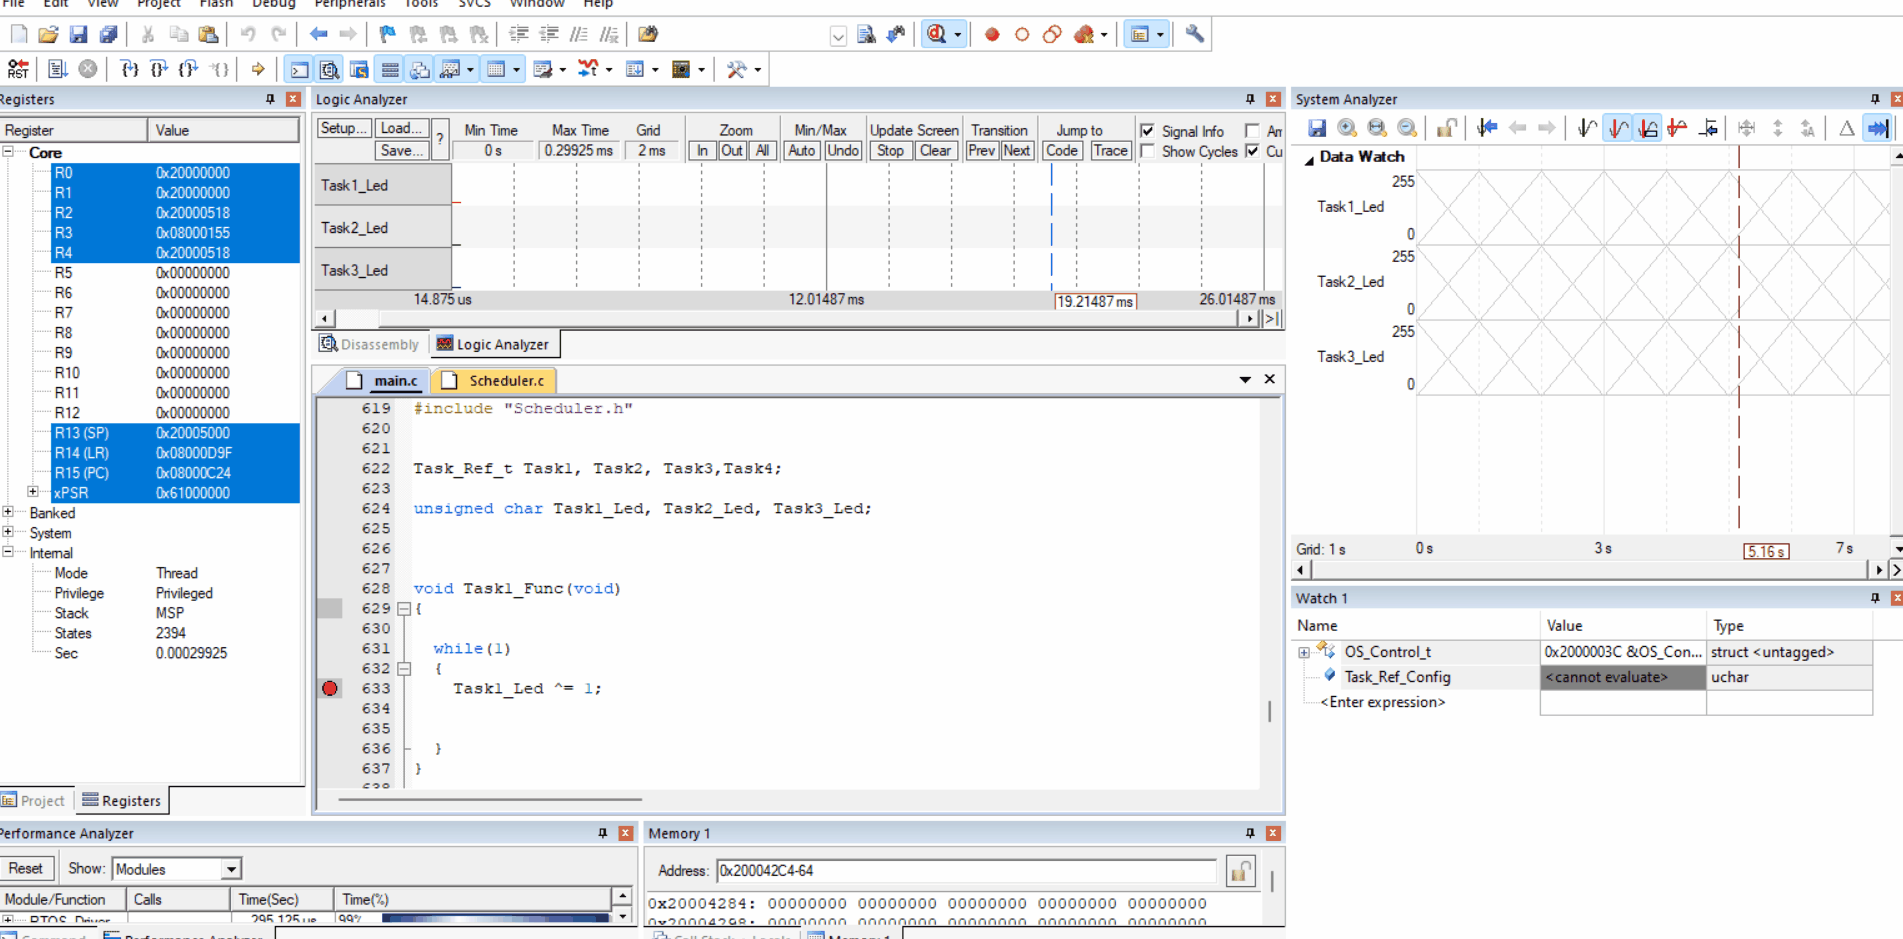 File Edit View Project Flash Debug Peripherals Tools SVCS Window Help
RST
Registers
Register Value
Core
R0 0x20000000
R1 0x20000000
R2 0x20000518
R3 0x08000155
R4 0x20000518
R5 0x00000000
R6 0x00000000
R7 0x00000000
R8 0x00000000
R9 0x00000000
R10 0x00000000
R11 0x00000000
R12 0x00000000
R13 (SP) 0x20005000
R14 (LR) 0x08000D9F
R15 (PC) 0x08000C24
xPSR 0x61000000
Banked
System
Internal
Mode Thread
Privilege Privileged
Stack MSP
States 2394
Sec 0.00029925
Project Registers
Logic Analyzer
Setup... Load... ? Min Time Max Time Grid Zoom Min/Max Update Screen Transition Jump to Signal Info Am
Save... 0 s 0.29925 ms 2 ms In Out All Auto Undo Stop Clear Prev Next Code Trace Show Cycles Cu
Task1_Led
Task2_Led
Task3_Led
14.875 us 12.01487 ms 19.21487 ms 26.01487 ms
Disassembly Logic Analyzer
main.c Scheduler.c
619 #include "Scheduler.h"
620
621
622 Task_Ref_t Task1, Task2, Task3,Task4;
623
624 unsigned char Task1_Led, Task2_Led, Task3_Led;
625
626
627
628 void Task1_Func(void)
629 {
630
631 while(1)
632 {
633 Task1_Led ^= 1;
634
635
636 }
637 }
638
System Analyzer
Data Watch
255
Task1_Led
0
255
Task2_Led
0
255
Task3_Led
0
Grid: 1 s 0 s 3 s 5.16 s 7 s
Watch 1
Name Value Type
OS_Control_t 0x2000003C &OS_Con... struct <untagged>
Task_Ref_Config <cannot evaluate> uchar
<Enter expression>
Performance Analyzer
Reset Show: Modules
Module/Function Calls Time(Sec) Time(%)
RTOS_Driver 295.125 us 99%
Command Performance Analyzer
Memory 1
Address: 0x200042C4-64
0x20004284: 00000000 00000000 00000000 00000000 00000000
0x20004298: 00000000 00000000 00000000 00000000 00000000
Call Stack + Locals Memory 1